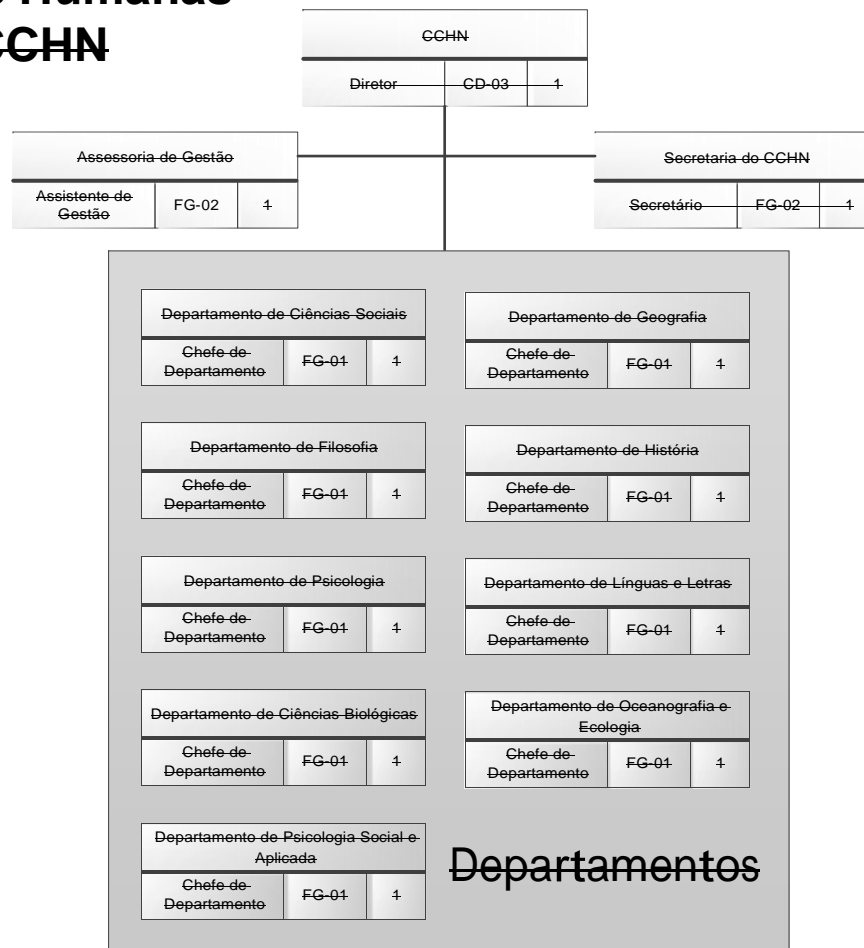 e Humanas
CCHN
CCHN
Diretor CD-03 1
Assessoria de Gestão
Assistente de
Gestão
FG-02 1
Secretaria do CCHN
Secretário FG-02 1
Departamento de Ciências Sociais
Chefe de
Departamento
FG-01 1
Departamento de Geografia
Chefe de
Departamento
FG-01 1
Departamento de Filosofia
Chefe de
Departamento
FG-01 1
Departamento de História
Chefe de
Departamento
FG-01 1
Departamento de Psicologia
Chefe de
Departamento
FG-01 1
Departamento de Línguas e Letras
Chefe de
Departamento
FG-01 1
Departamento de Ciências Biológicas
Chefe de
Departamento
FG-01 1
Departamento de Oceanografia e
Ecologia
Chefe de
Departamento
FG-01 1
Departamento de Psicologia Social e
Aplicada
Chefe de
Departamento
FG-01 1
Departamentos